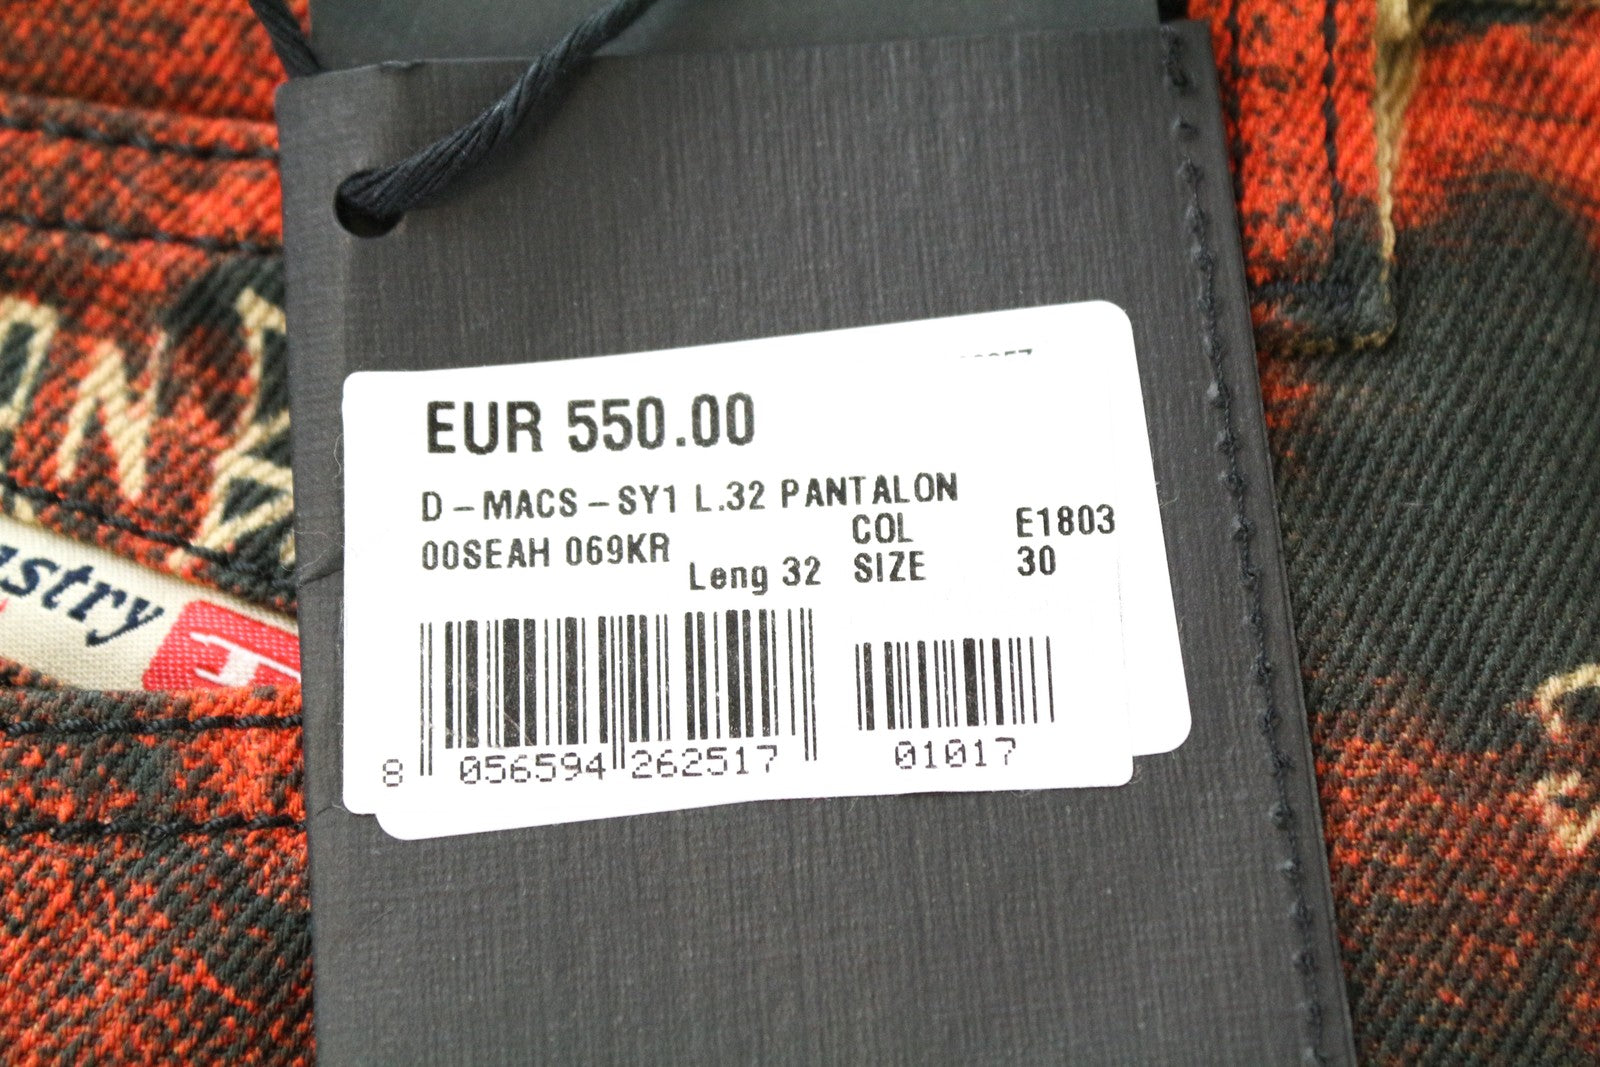 EUR 550.00
D-MACS-SY1 L.32 PANTALON
00SEAH 069KR
Leng 32
COL E1803
SIZE 30
8 056594 262517
01017